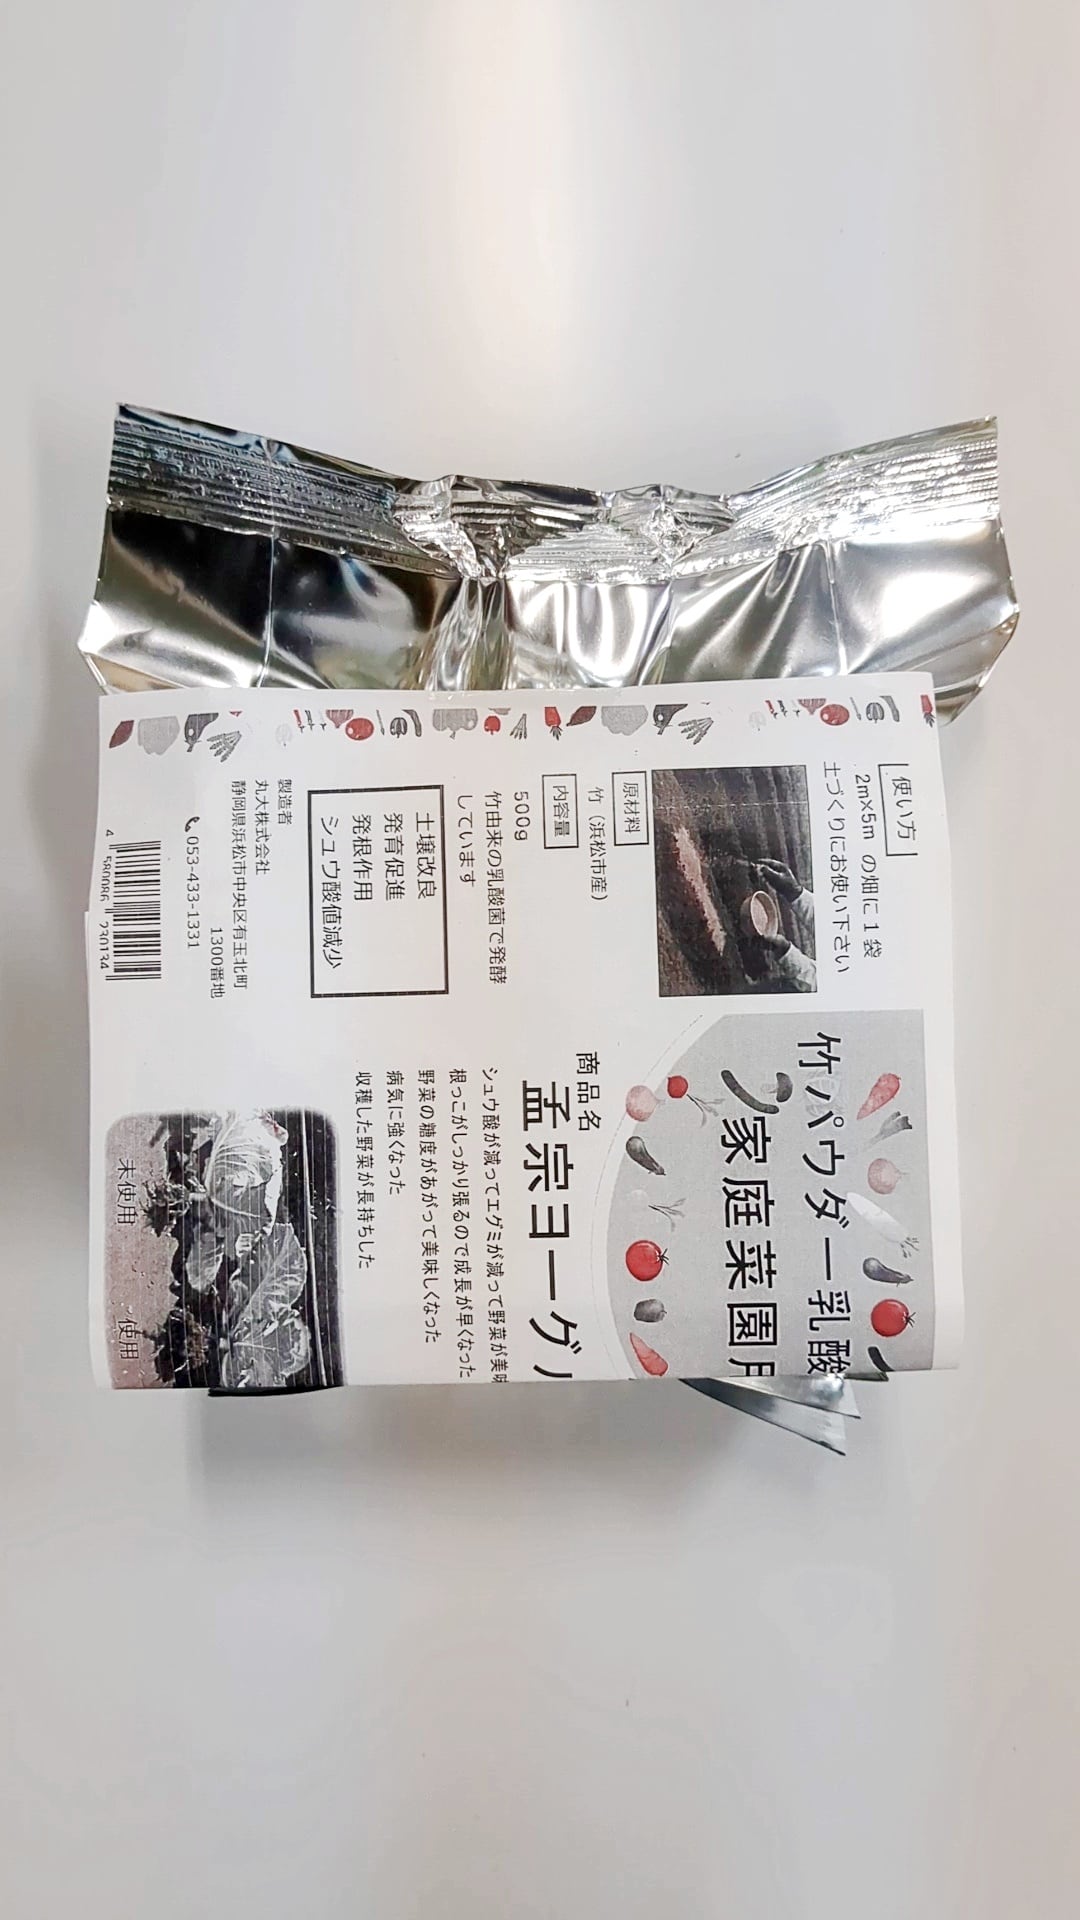 使い方
2m×5m の畑に 1 袋
土づくりにお使い下さい
原材料
竹（浜松市産）
内容量
500g
竹由来の乳酸菌で発酵
しています
土壌改良
発育促進
発根作用
シュウ酸値減少
製造者
丸大株式会社
静岡県浜松市中央区有玉北町
1300番地
053-433-1331
4 580086 230134
竹パウダー乳酸
家庭菜園
商品名
孟宗ヨーグ
シュウ酸が減ってエグミが減って野菜が美味
根っこがしっかり張るので成長が早くなった
野菜の糖度があがって美味しくなった
病気に強くなった
収穫した野菜が長持ちした
未使用
使用